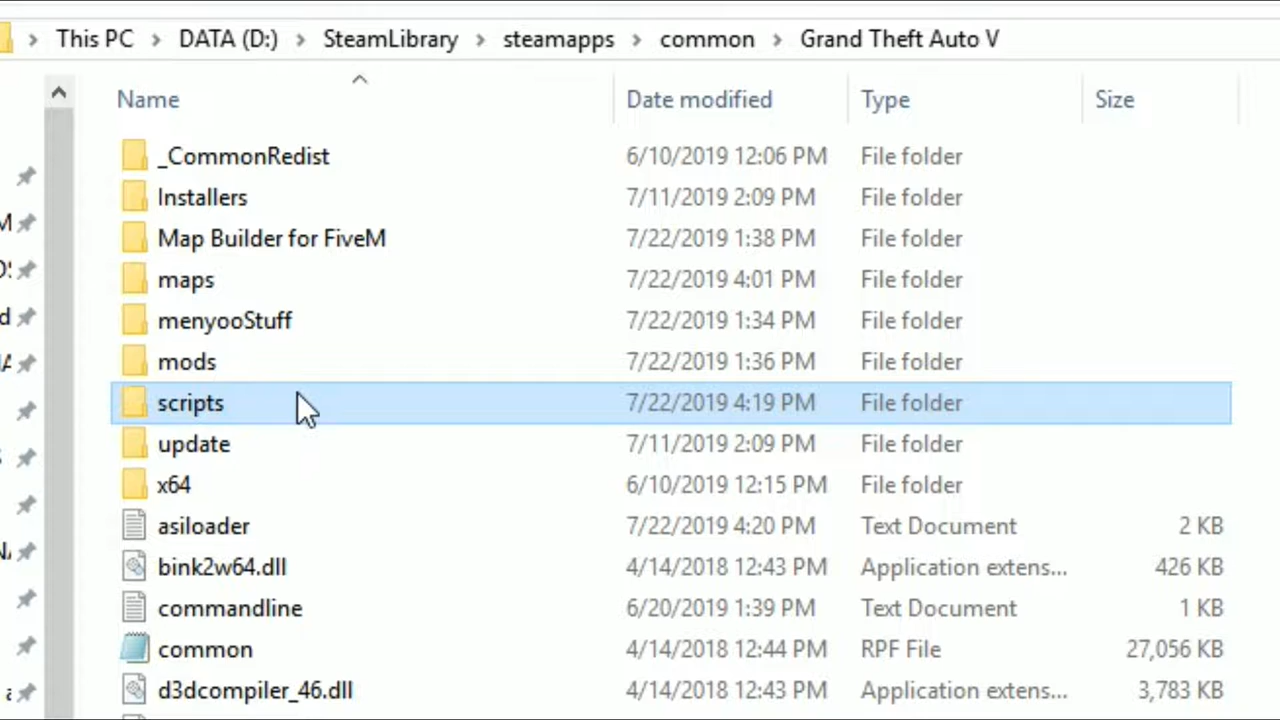 This PC > DATA (D:) > SteamLibrary > steamapps > common > Grand Theft Auto V
Name Date modified Type Size
_CommonRedist 6/10/2019 12:06 PM File folder
Installers 7/11/2019 2:09 PM File folder
Map Builder for FiveM 7/22/2019 1:38 PM File folder
maps 7/22/2019 4:01 PM File folder
menyooStuff 7/22/2019 1:34 PM File folder
mods 7/22/2019 1:36 PM File folder
scripts 7/22/2019 4:19 PM File folder
update 7/11/2019 2:09 PM File folder
x64 6/10/2019 12:15 PM File folder
asiloader 7/22/2019 4:20 PM Text Document 2 KB
bink2w64.dll 4/14/2018 12:43 PM Application extens... 426 KB
commandline 6/20/2019 1:39 PM Text Document 1 KB
common 4/14/2018 12:44 PM RPF File 27,056 KB
d3dcompiler_46.dll 4/14/2018 12:43 PM Application extens... 3,783 KB